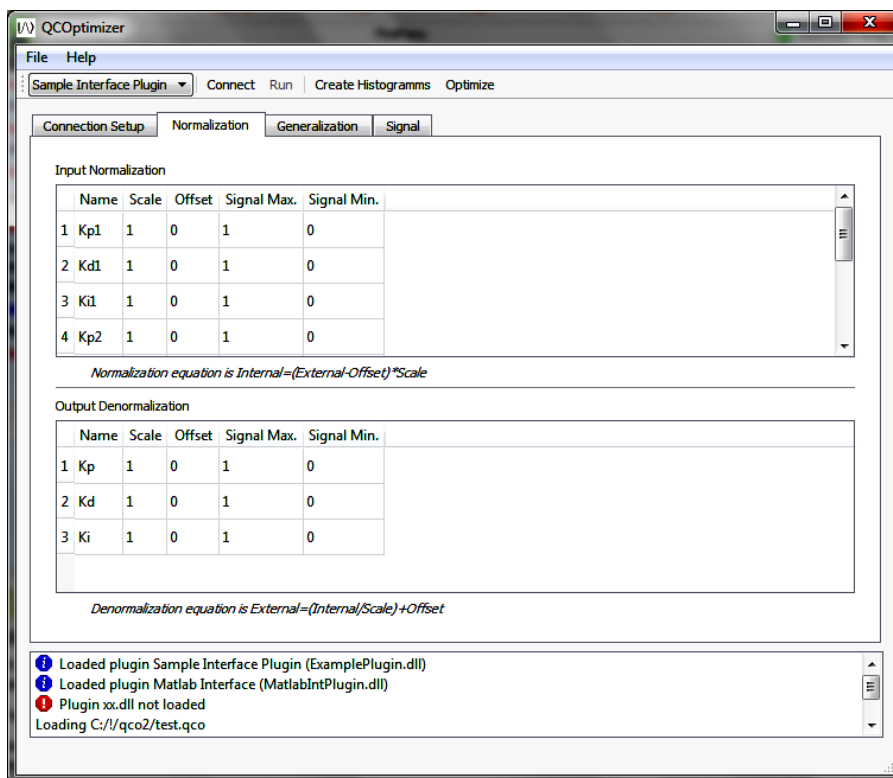 QCOptimizer
File Help
Sample Interface Plugin Connect Run Create Histogramms Optimize
Connection Setup Normalization Generalization Signal
Input Normalization
Name Scale Offset Signal Max. Signal Min.
1 Kp1 1 0 1 0
2 Kd1 1 0 1 0
3 Ki1 1 0 1 0
4 Kp2 1 0 1 0
Normalization equation is Internal=(External-Offset)*Scale
Output Denormalization
Name Scale Offset Signal Max. Signal Min.
1 Kp 1 0 1 0
2 Kd 1 0 1 0
3 Ki 1 0 1 0
Denormalization equation is External=(Internal/Scale)+Offset
Loaded plugin Sample Interface Plugin (ExamplePlugin.dll)
Loaded plugin Matlab Interface (MatlabIntPlugin.dll)
Plugin xx.dll not loaded
Loading C:/!/qco2/test.qco